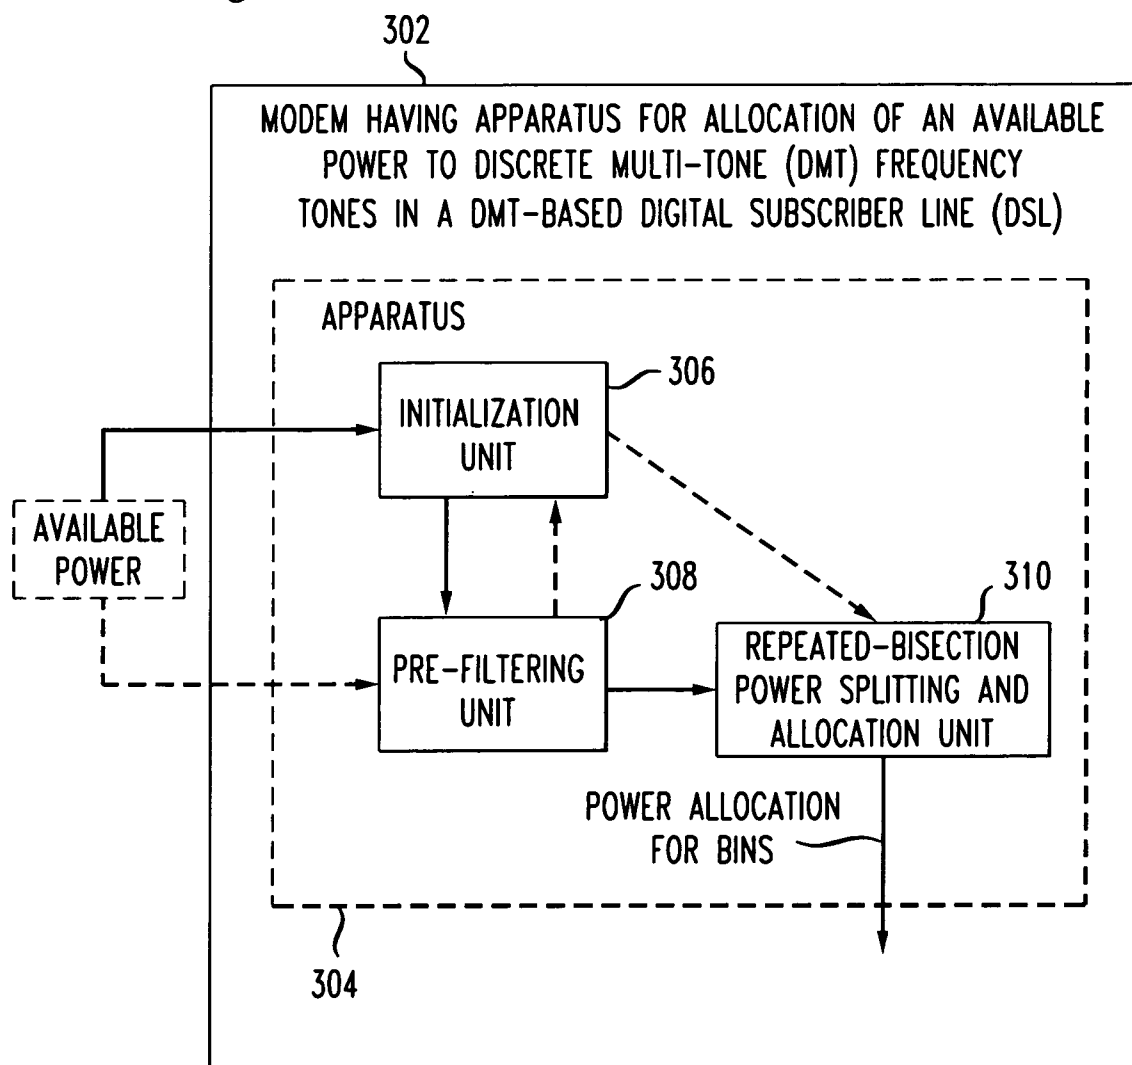 302
MODEM HAVING APPARATUS FOR ALLOCATION OF AN AVAILABLE
POWER TO DISCRETE MULTI-TONE (DMT) FREQUENCY
TONES IN A DMT-BASED DIGITAL SUBSCRIBER LINE (DSL)
APPARATUS
306
INITIALIZATION
UNIT
AVAILABLE
POWER
308
PRE-FILTERING
UNIT
310
REPEATED-BISECTION
POWER SPLITTING AND
ALLOCATION UNIT
POWER ALLOCATION
FOR BINS
304